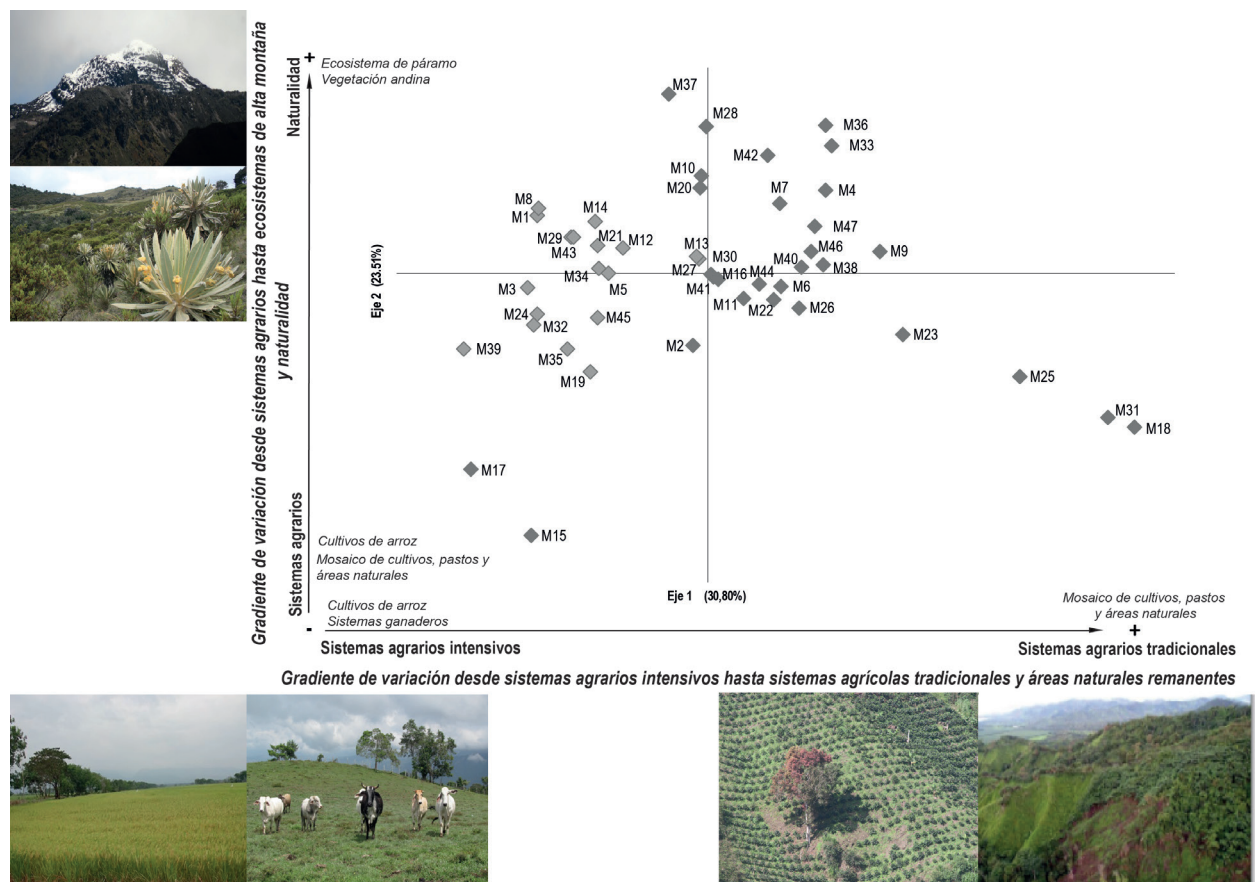 +
Ecosistema de páramo
Vegetación andina
Naturalidad
Gradiente de variación desde sistemas agrarios hasta ecosistemas de alta montaña
y naturalidad
Sistemas agrarios
Eje 2 (23.51%)
M37
M28
M36
M33
M42
M10
M20
M7
M4
M8
M1
M14
M47
M29
M43
M21
M12
M13
M30
M46
M9
M40
M38
M34
M5
M27
M16
M41
M44
M6
M3
M11
M22
M26
M24
M32
M45
M23
M39
M35
M2
M19
M25
M31
M18
M17
M15
Cultivos de arroz
Mosaico de cultivos, pastos y
áreas naturales
Eje 1 (30,80%)
Cultivos de arroz
Sistemas ganaderos
Mosaico de cultivos, pastos
y áreas naturales
-
+
Sistemas agrarios intensivos
Sistemas agrarios tradicionales
Gradiente de variación desde sistemas agrarios intensivos hasta sistemas agrícolas tradicionales y áreas naturales remanentes